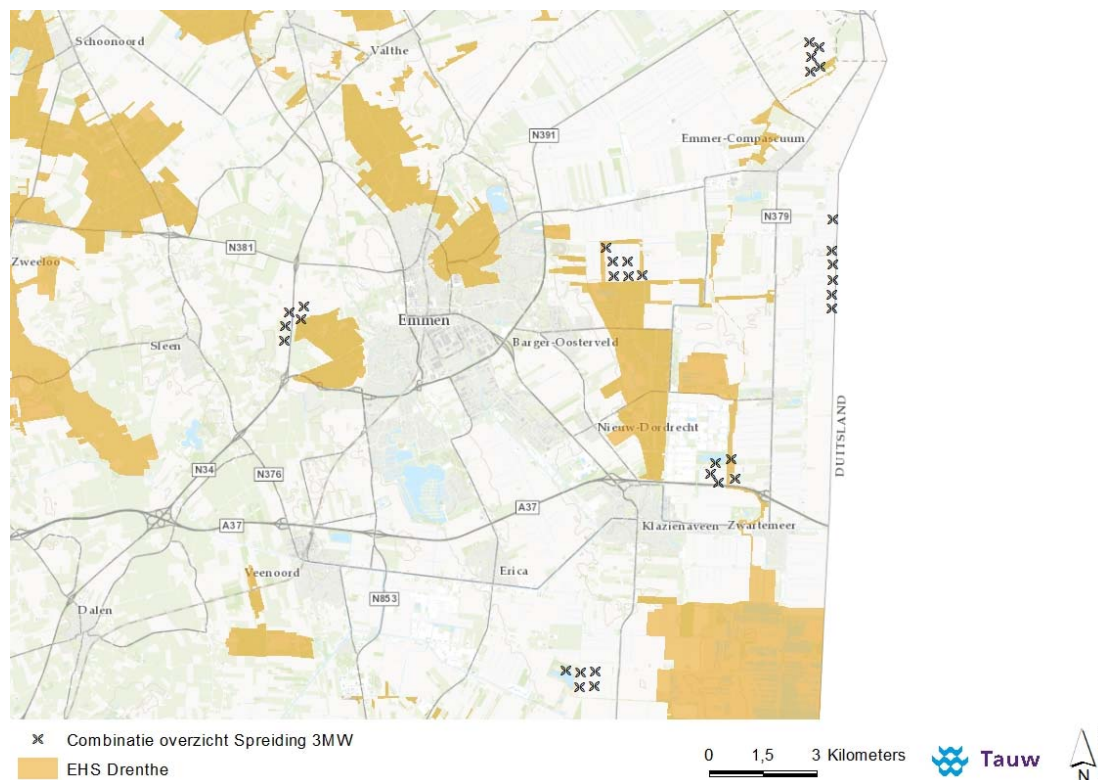 Schoonoord
Valthe
N391
Emmer-Compascuum
N379
N381
Zweeloo
Emmen
Sleen
Barger-Oosterveld
Nieuw-Dordrecht
DUITSLAND
N34
N376
A37
A37
Klazienaveen
Zwartemeer
Veenoord
Erica
N853
Dalen
Combinatie overzicht Spreiding 3MW
EHS Drenthe
0 1,5 3 Kilometers
Tauw
N